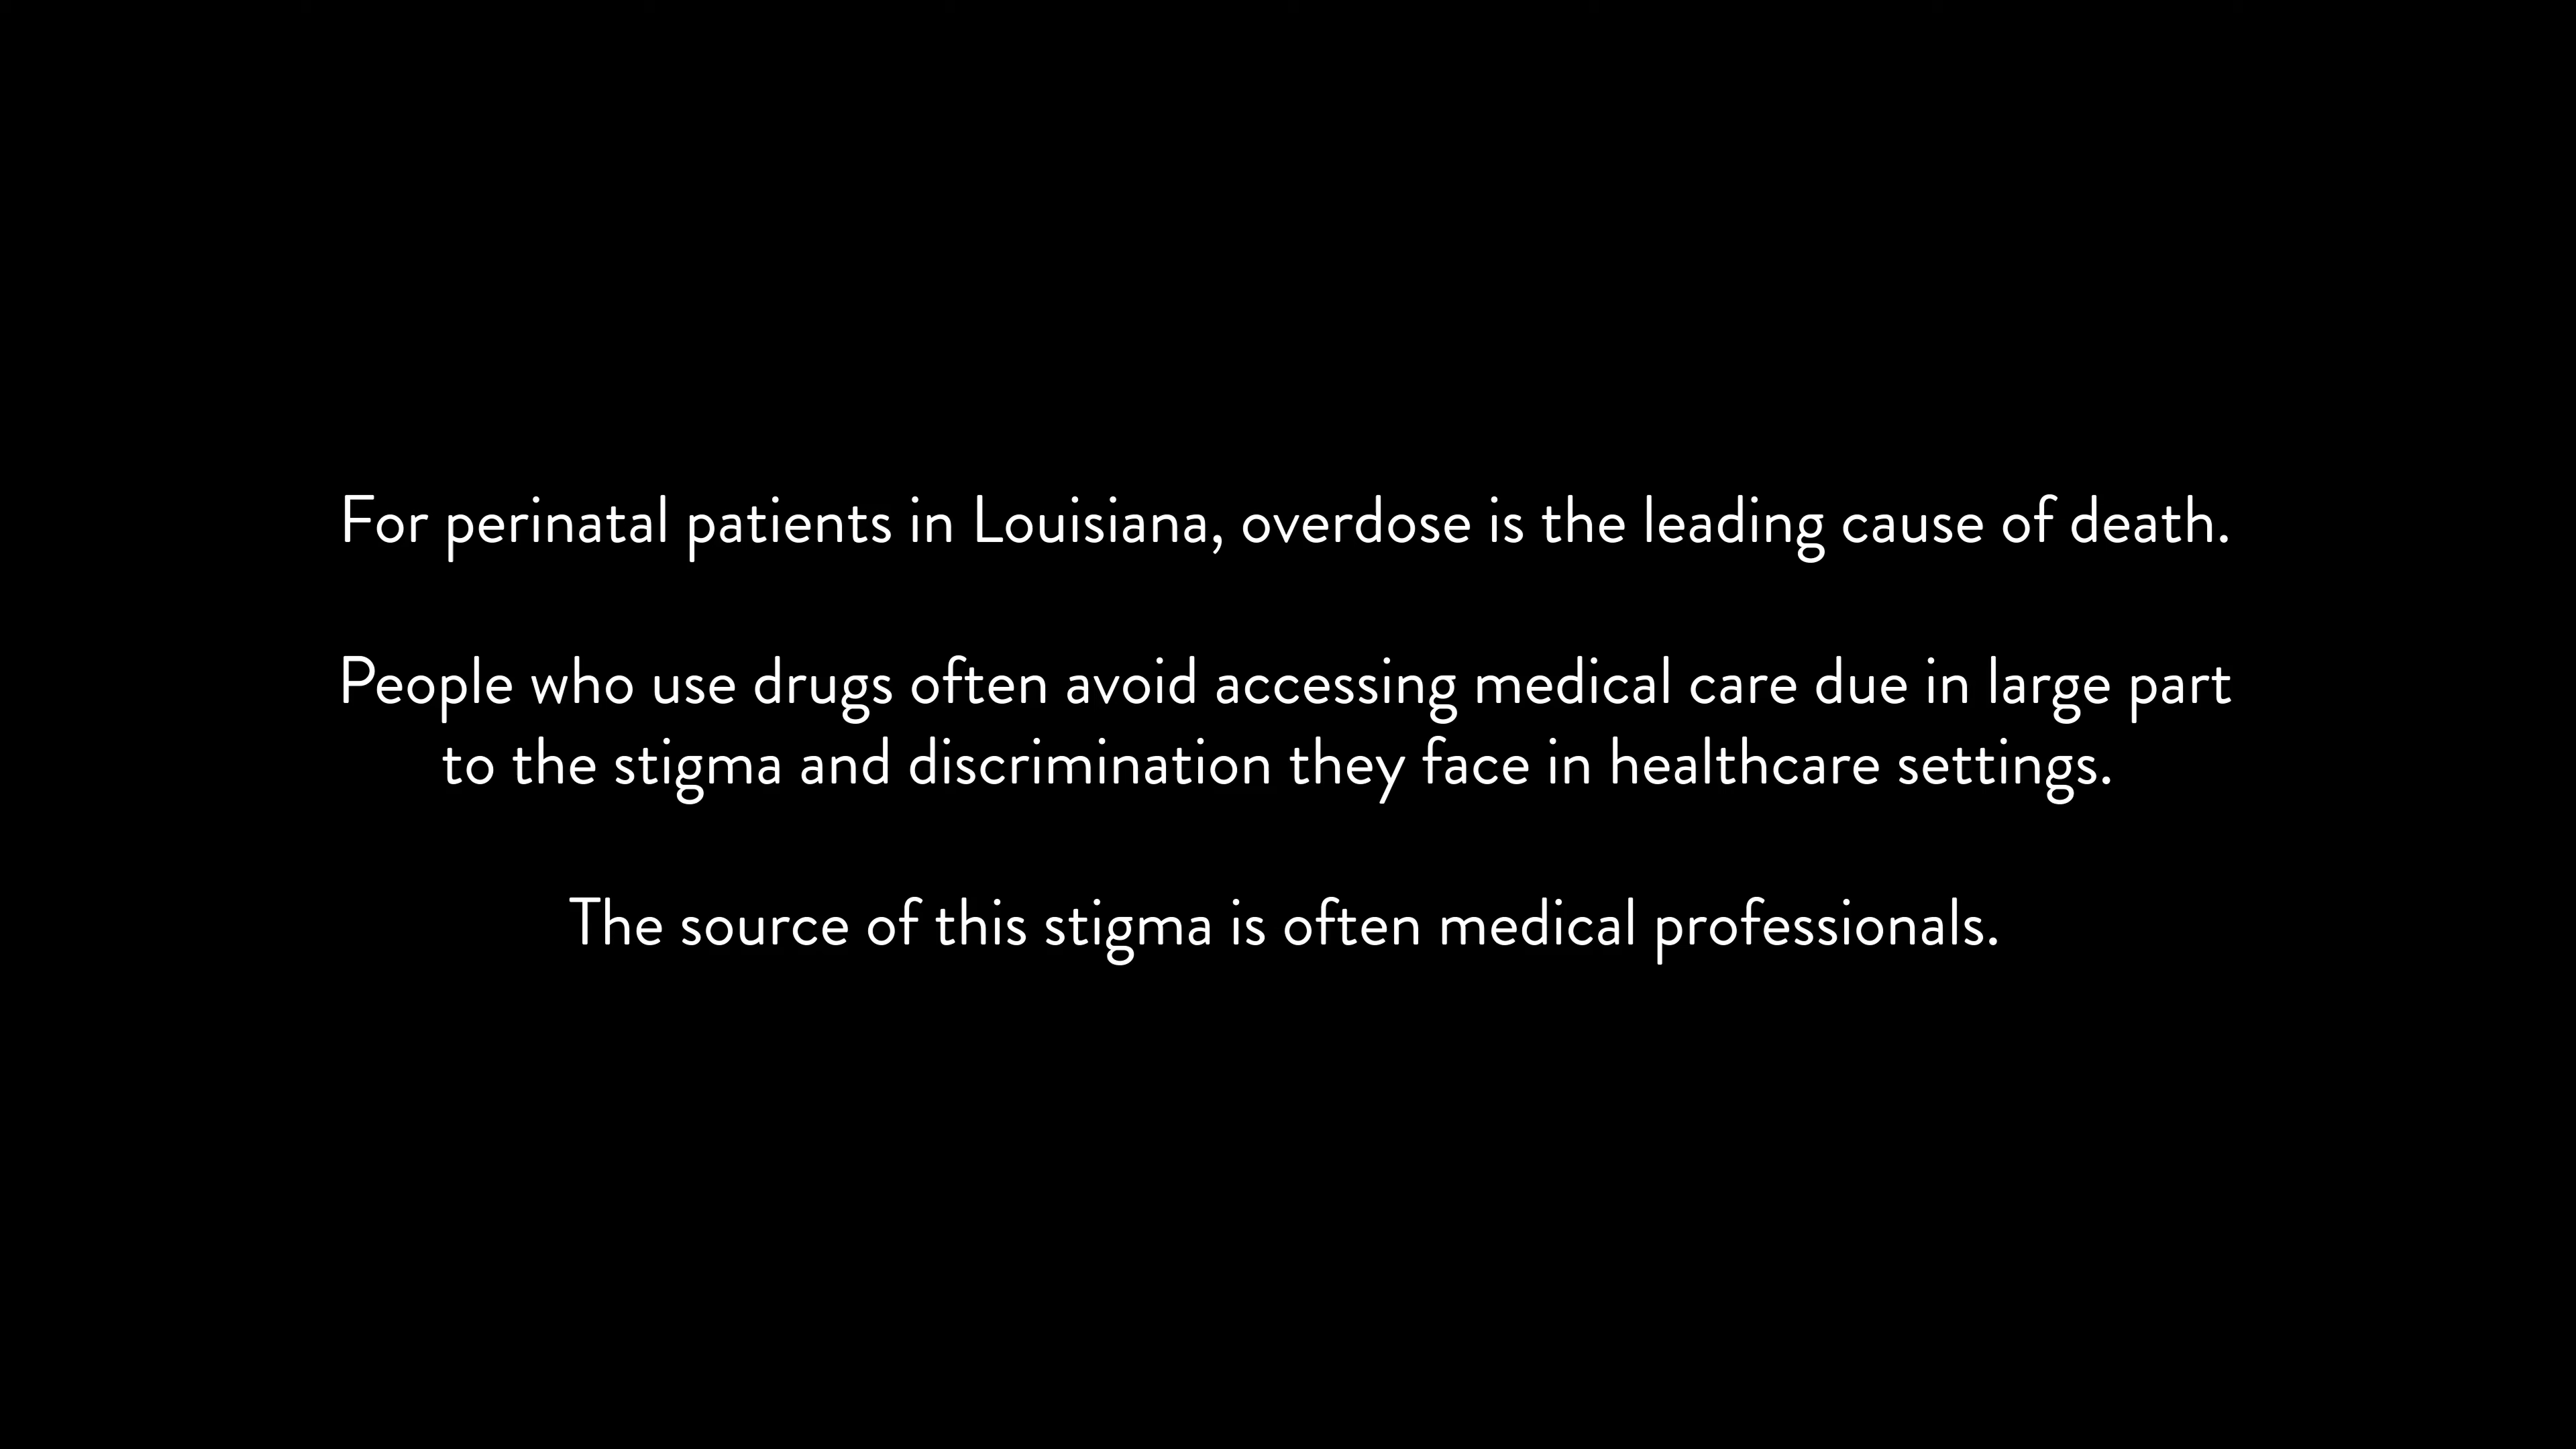 For perinatal patients in Louisiana, overdose is the leading cause of death.
People who use drugs often avoid accessing medical care due in large part
to the stigma and discrimination they face in healthcare settings.
The source of this stigma is often medical professionals.